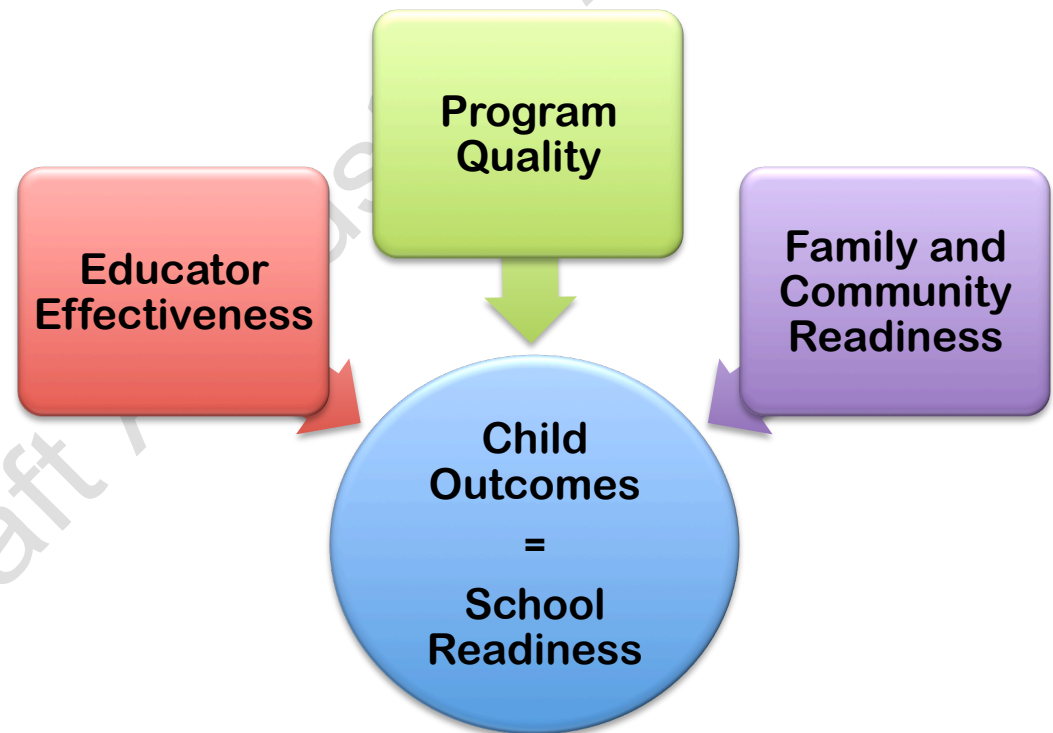 Program
Quality
Educator
Effectiveness
Family and
Community
Readiness
Child
Outcomes
=
School
Readiness